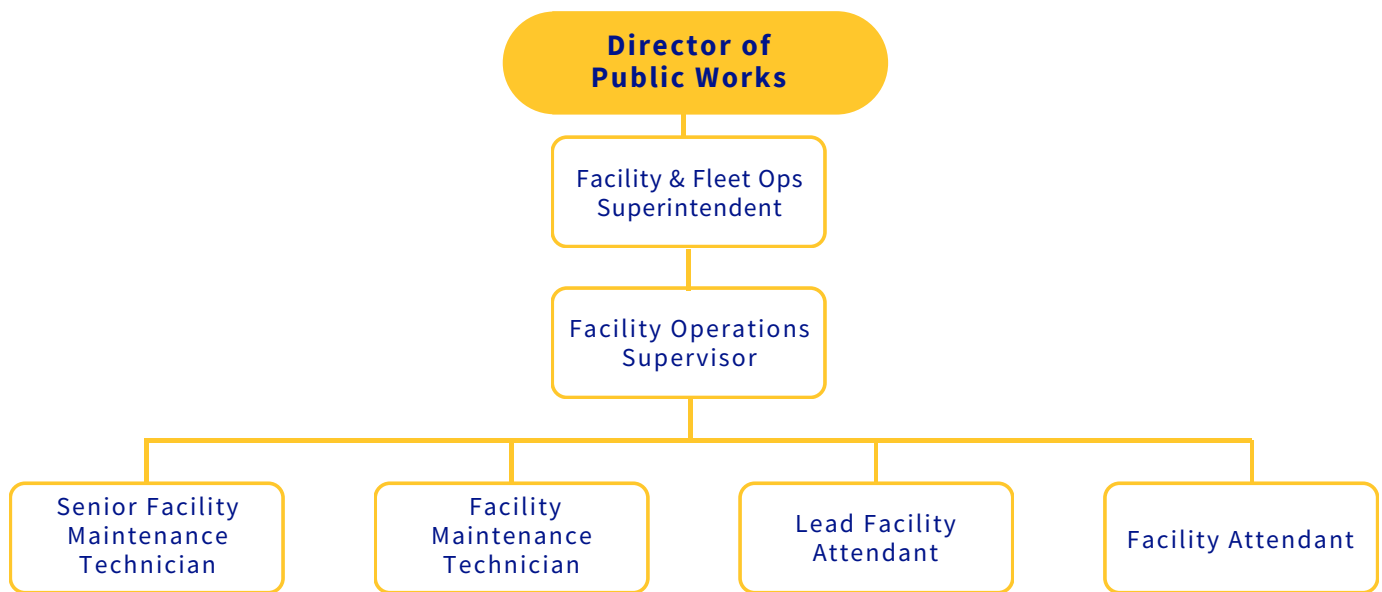 Director of
Public Works
Facility & Fleet Ops
Superintendent
Facility Operations
Supervisor
Senior Facility
Maintenance
Technician
Facility
Maintenance
Technician
Lead Facility
Attendant
Facility Attendant